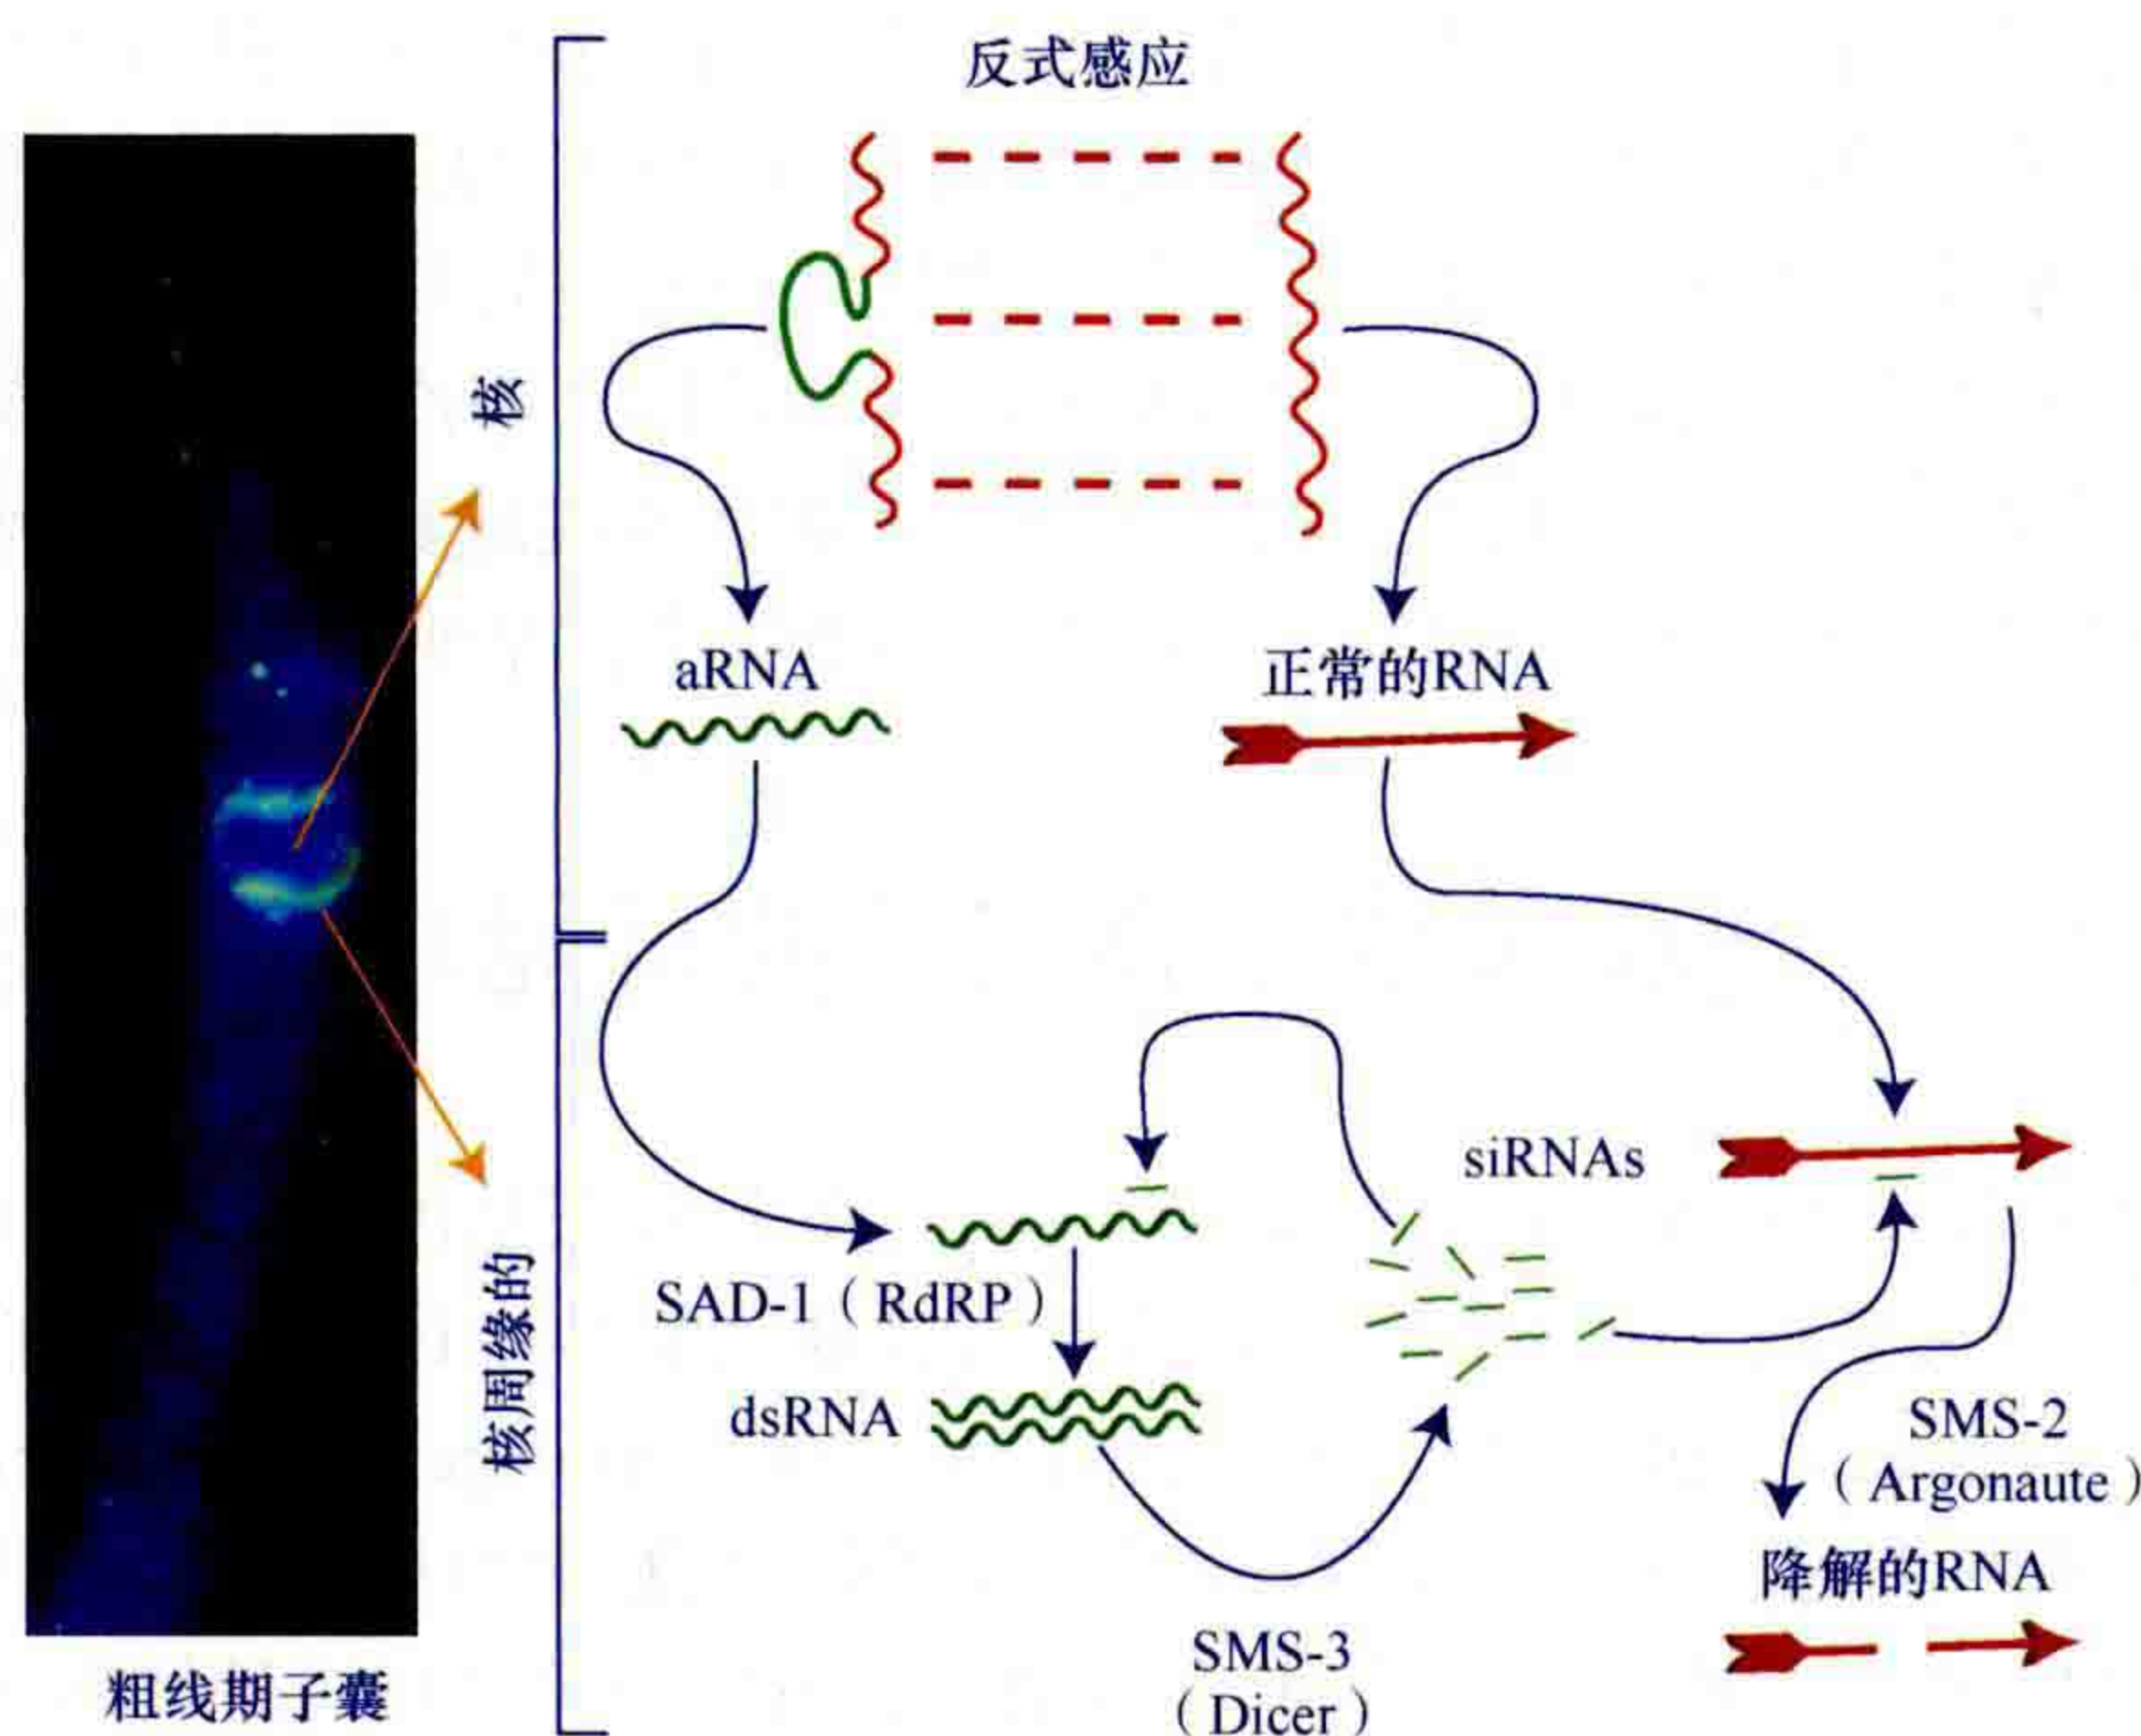 反式感应
核
aRNA
正常的RNA
siRNAs
SAD-1（RdRP）
dsRNA
核周缘的
SMS-2
（Argonaute）
降解的RNA
SMS-3
（Dicer）
粗线期子囊